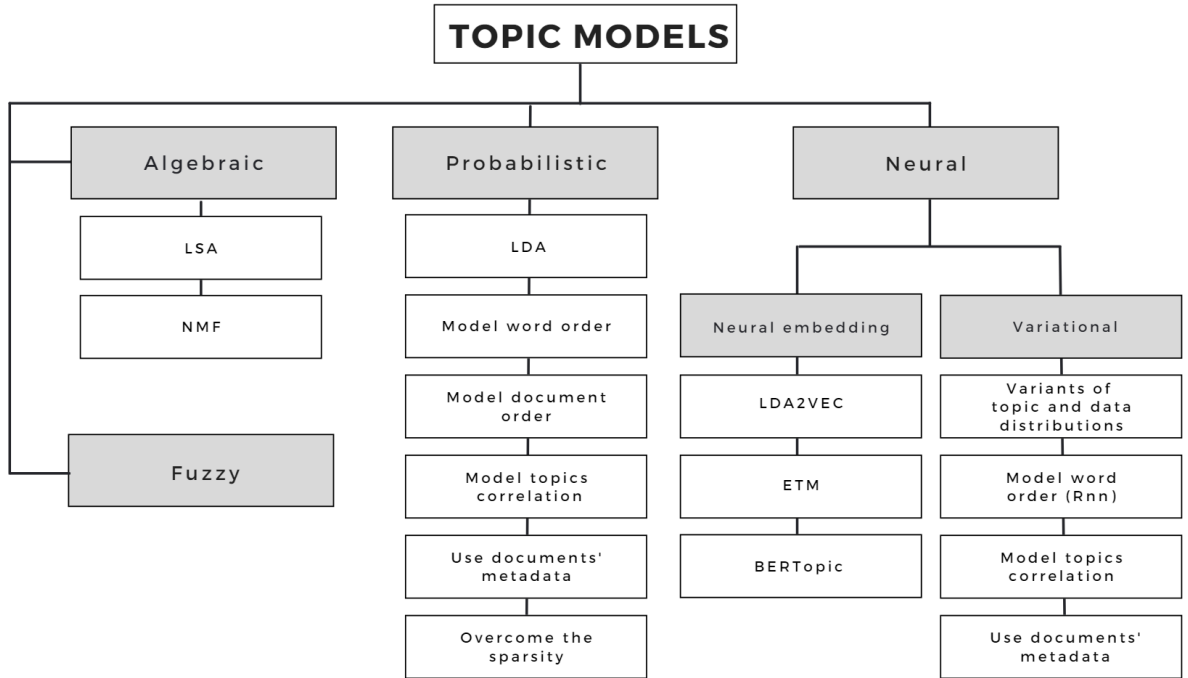 TOPIC MODELS
Algebraic
LSA
NMF
Fuzzy
Probabilistic
LDA
Model word order
Model document
order
Model topics
correlation
Use documents'
metadata
Overcome the
sparsity
Neural
Neural embedding
LDA2VEC
ETM
BERTopic
Variational
Variants of
topic and data
distributions
Model word
order (Rnn)
Model topics
correlation
Use documents'
metadata